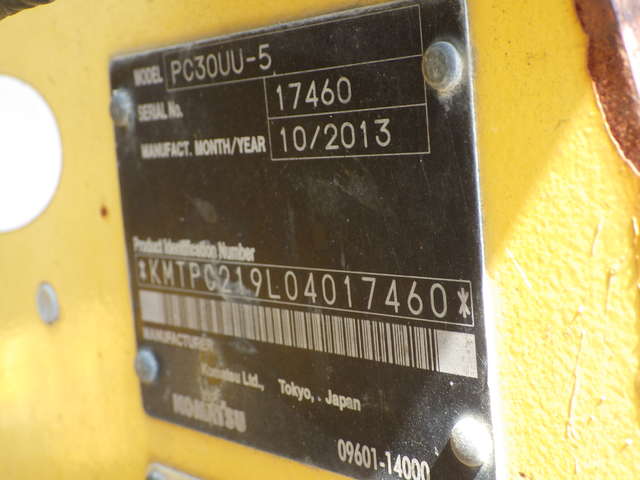 MODEL PC30UU-5
SERIAL No. 17460
MANUFACT. MONTH/YEAR 10/2013
Product Identification Number
*KMTPC219L04017460*
MANUFACTURER
Komatsu Ltd., Tokyo, Japan
KOMATSU
09601-14000